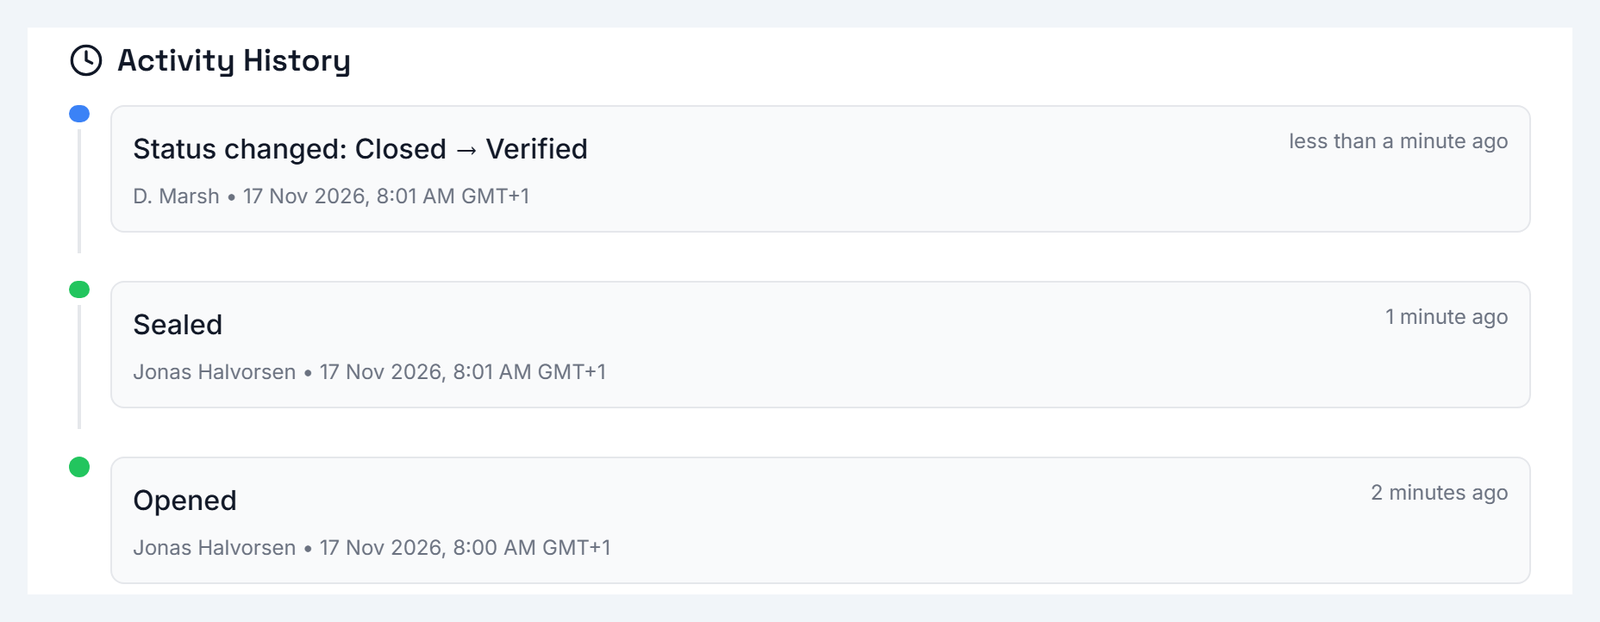 Activity History
Status changed: Closed → Verified
less than a minute ago
D. Marsh • 17 Nov 2026, 8:01 AM GMT+1
Sealed
1 minute ago
Jonas Halvorsen • 17 Nov 2026, 8:01 AM GMT+1
Opened
2 minutes ago
Jonas Halvorsen • 17 Nov 2026, 8:00 AM GMT+1